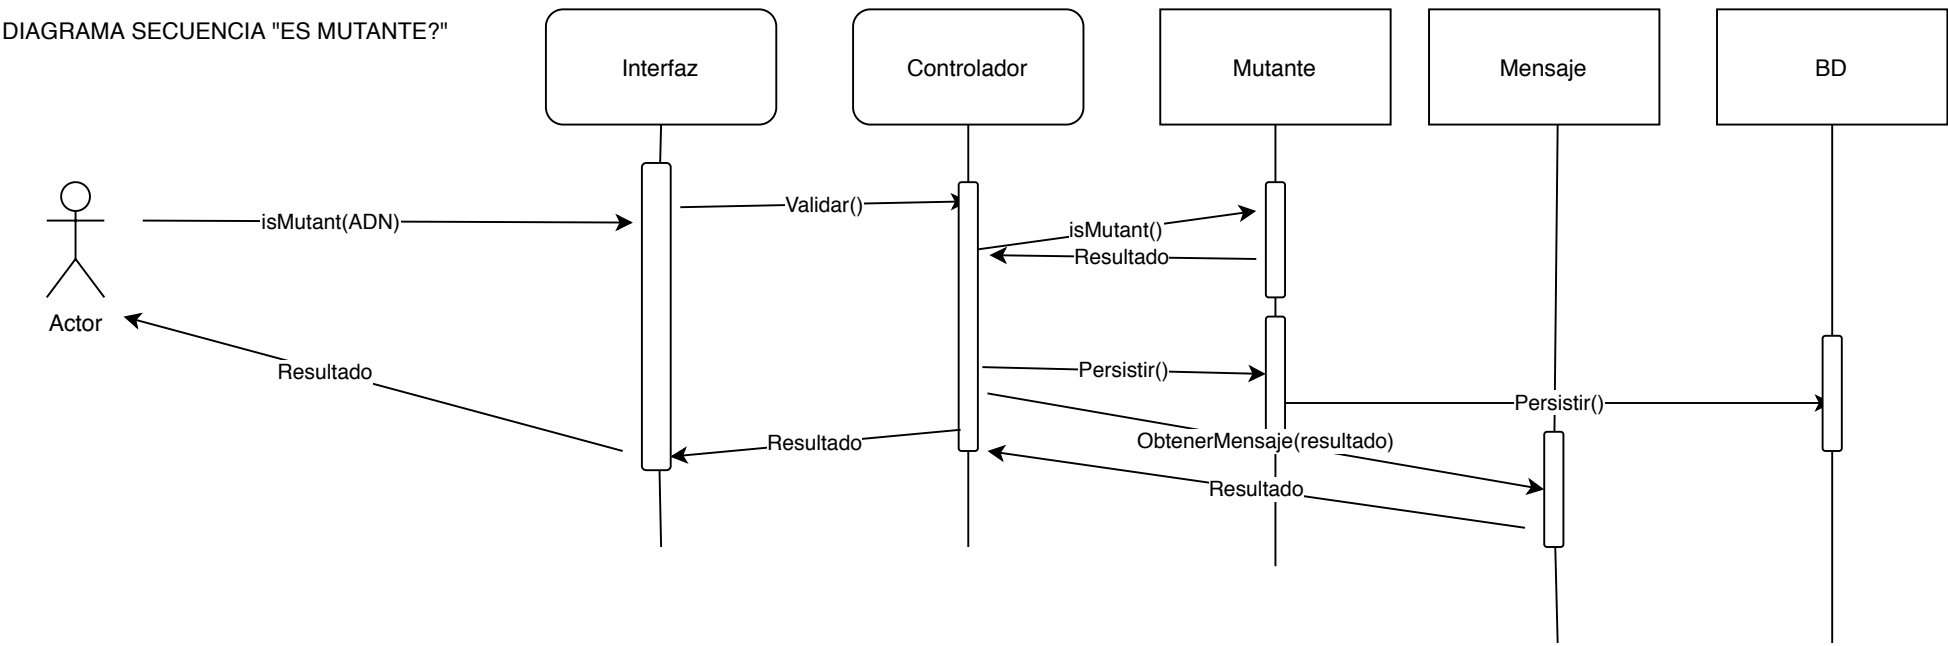 DIAGRAMA SECUENCIA "ES MUTANTE?"
Interfaz
Controlador
Mutante
Mensaje
BD
isMutant(ADN)
Validar()
isMutant()
Resultado
Actor
Resultado
Persistir()
Persistir()
Resultado
ObtenerMensaje(resultado)
Resultado